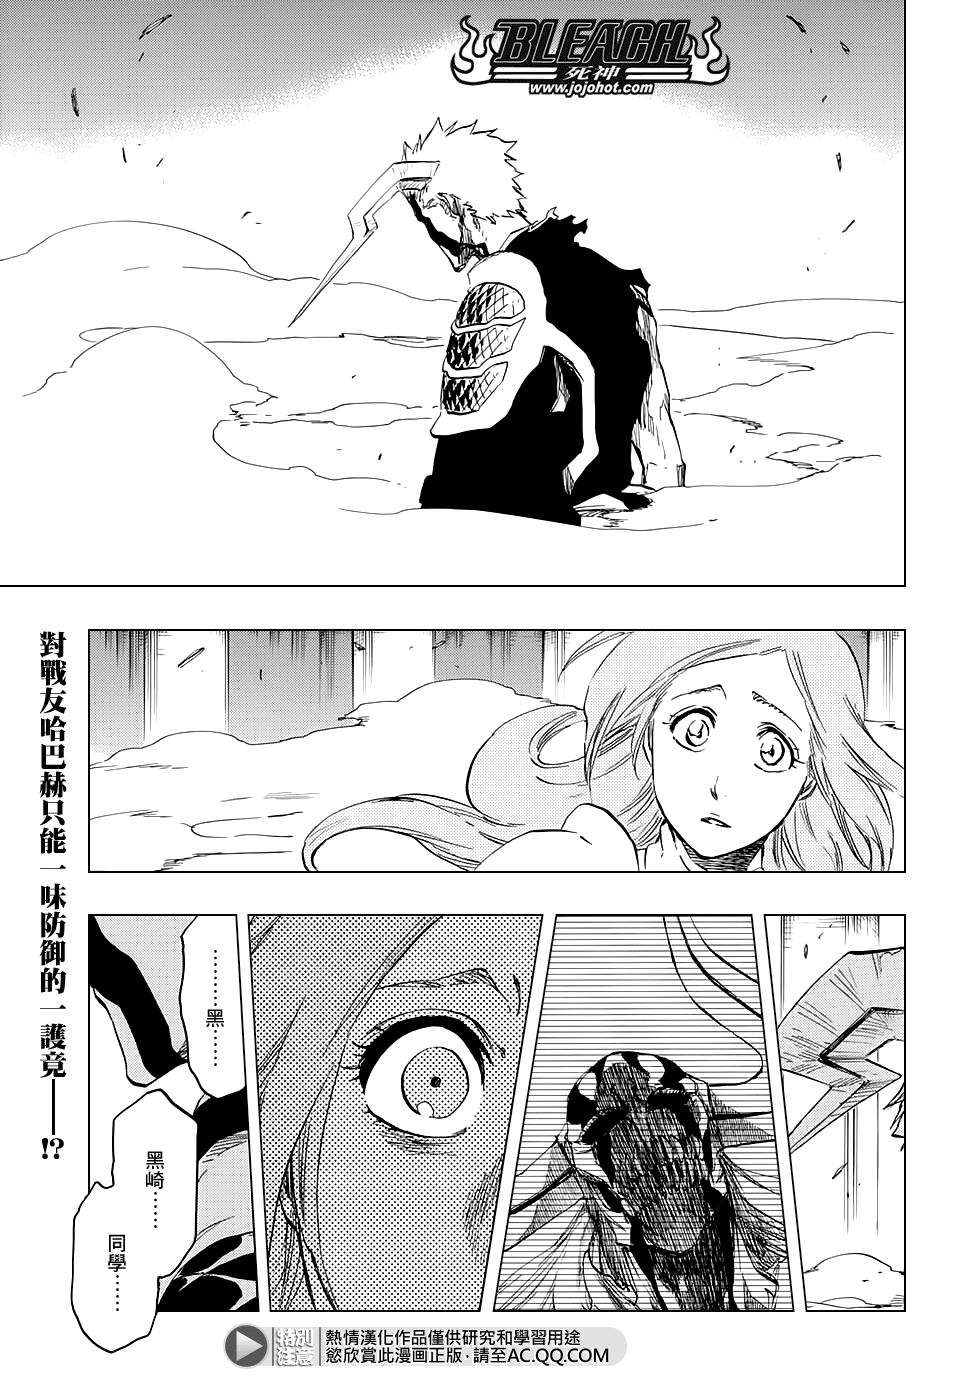 BLEACH
死神
www.jojohot.com
對戰友哈巴赫只能一味防御的一護竟——!?
………黑……
黑崎……
同學……
特別
注意
熱情漢化作品僅供研究和學習用途
慾欣賞此漫画正版·請至AC.QQ.COM